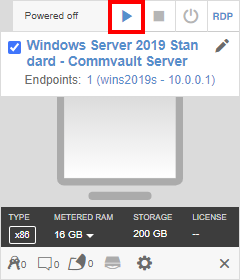 Powered off
RDP
Windows Server 2019 Stan
dard - Commvault Server
Endpoints: 1 (wins2019s - 10.0.0.1)
TYPE METERED RAM STORAGE LICENSE
x86 16 GB 200 GB --
0 0 0